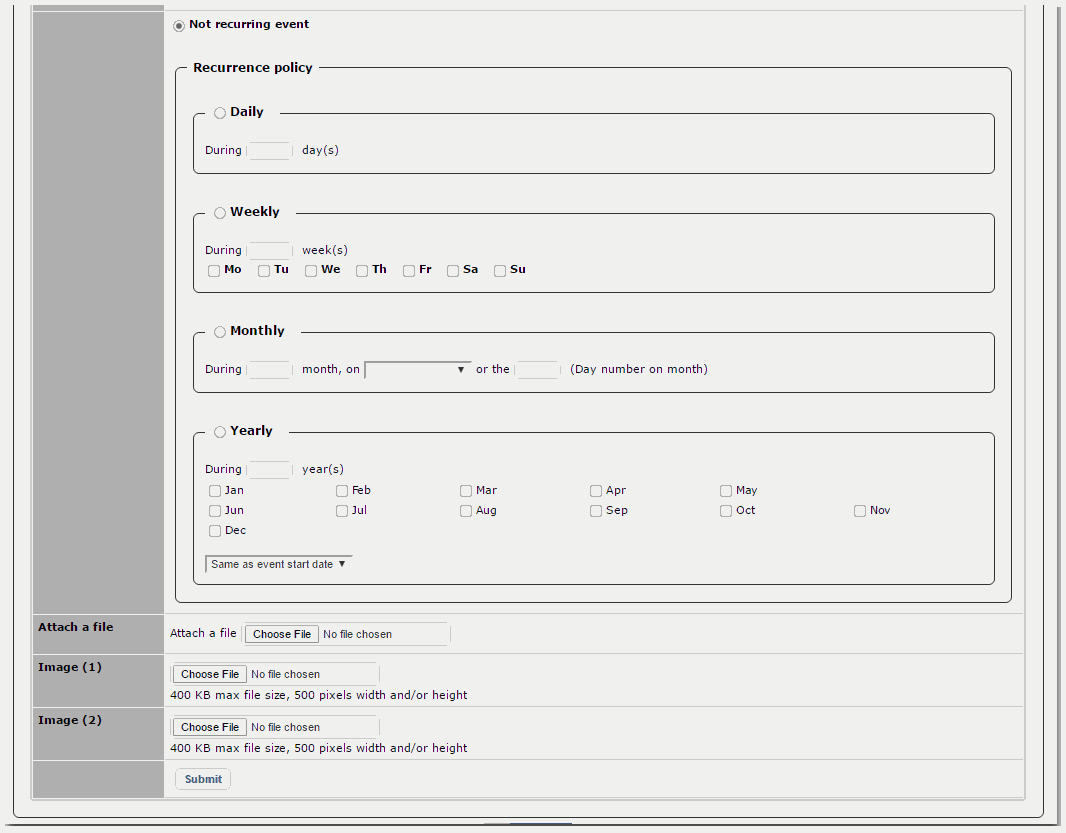 Not recurring event
Recurrence policy
Daily
During day(s)
Weekly
During week(s)
Mo Tu We Th Fr Sa Su
Monthly
During month, on ▼ or the (Day number on month)
Yearly
During year(s)
Jan Feb Mar Apr May
Jun Jul Aug Sep Oct Nov
Dec
Same as event start date ▼
Attach a file Attach a file Choose File No file chosen
Image (1) Choose File No file chosen
400 KB max file size, 500 pixels width and/or height
Image (2) Choose File No file chosen
400 KB max file size, 500 pixels width and/or height
Submit